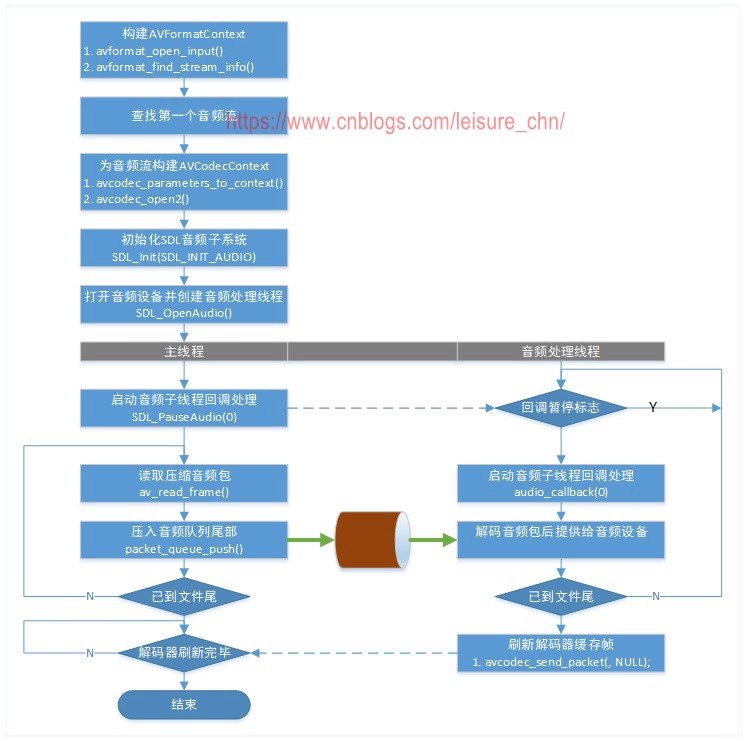 构建AVFormatContext
1. avformat_open_input()
2. avformat_find_stream_info()
查找第一个音频流
https://www.cnblogs.com/leisure_chn/
为音频流构建AVCodecContext
1. avcodec_parameters_to_context()
2. avcodec_open2()
初始化SDL音频子系统
SDL_Init(SDL_INIT_AUDIO)
打开音频设备并创建音频处理线程
SDL_OpenAudio()
主线程
音频处理线程
启动音频子线程回调处理
SDL_PauseAudio(0)
回调暂停标志
Y
读取压缩音频包
av_read_frame()
启动音频子线程回调处理
audio_callback(0)
压入音频队列尾部
packet_queue_push()
解码音频包后提供给音频设备
N
已到文件尾
已到文件尾
N
N
解码器刷新完毕
刷新解码器缓存帧
1. avcodec_send_packet(, NULL);
结束